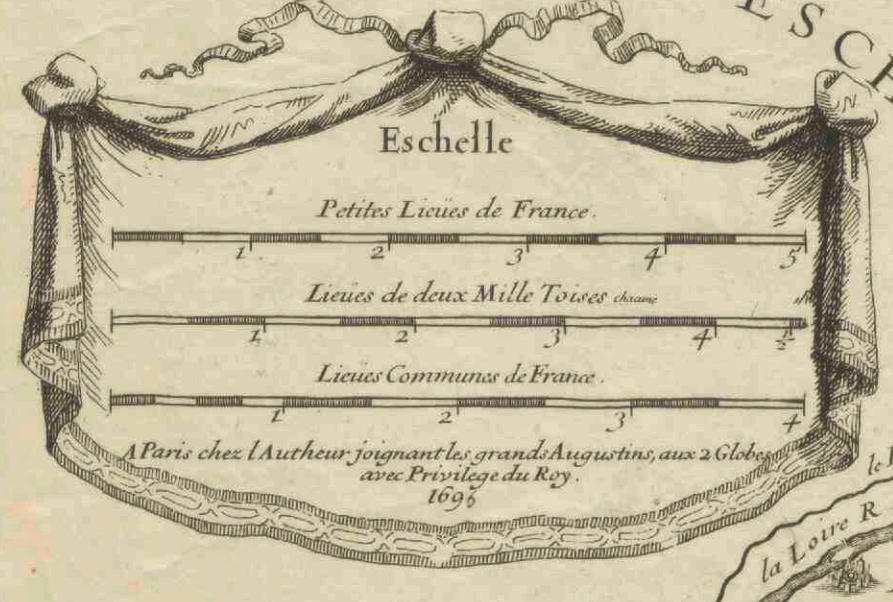 ESCH
Eschelle
Petites Lieües de France.
1 2 3 4 5
Lieües de deux Mille Toises chacune
1 2 3 4 1/2
Lieües Communes de France.
1 2 3 4
A Paris chez l'Autheur joignant les grands Augustins, aux 2 Globes
avec Privilege du Roy.
1696
la Loire R